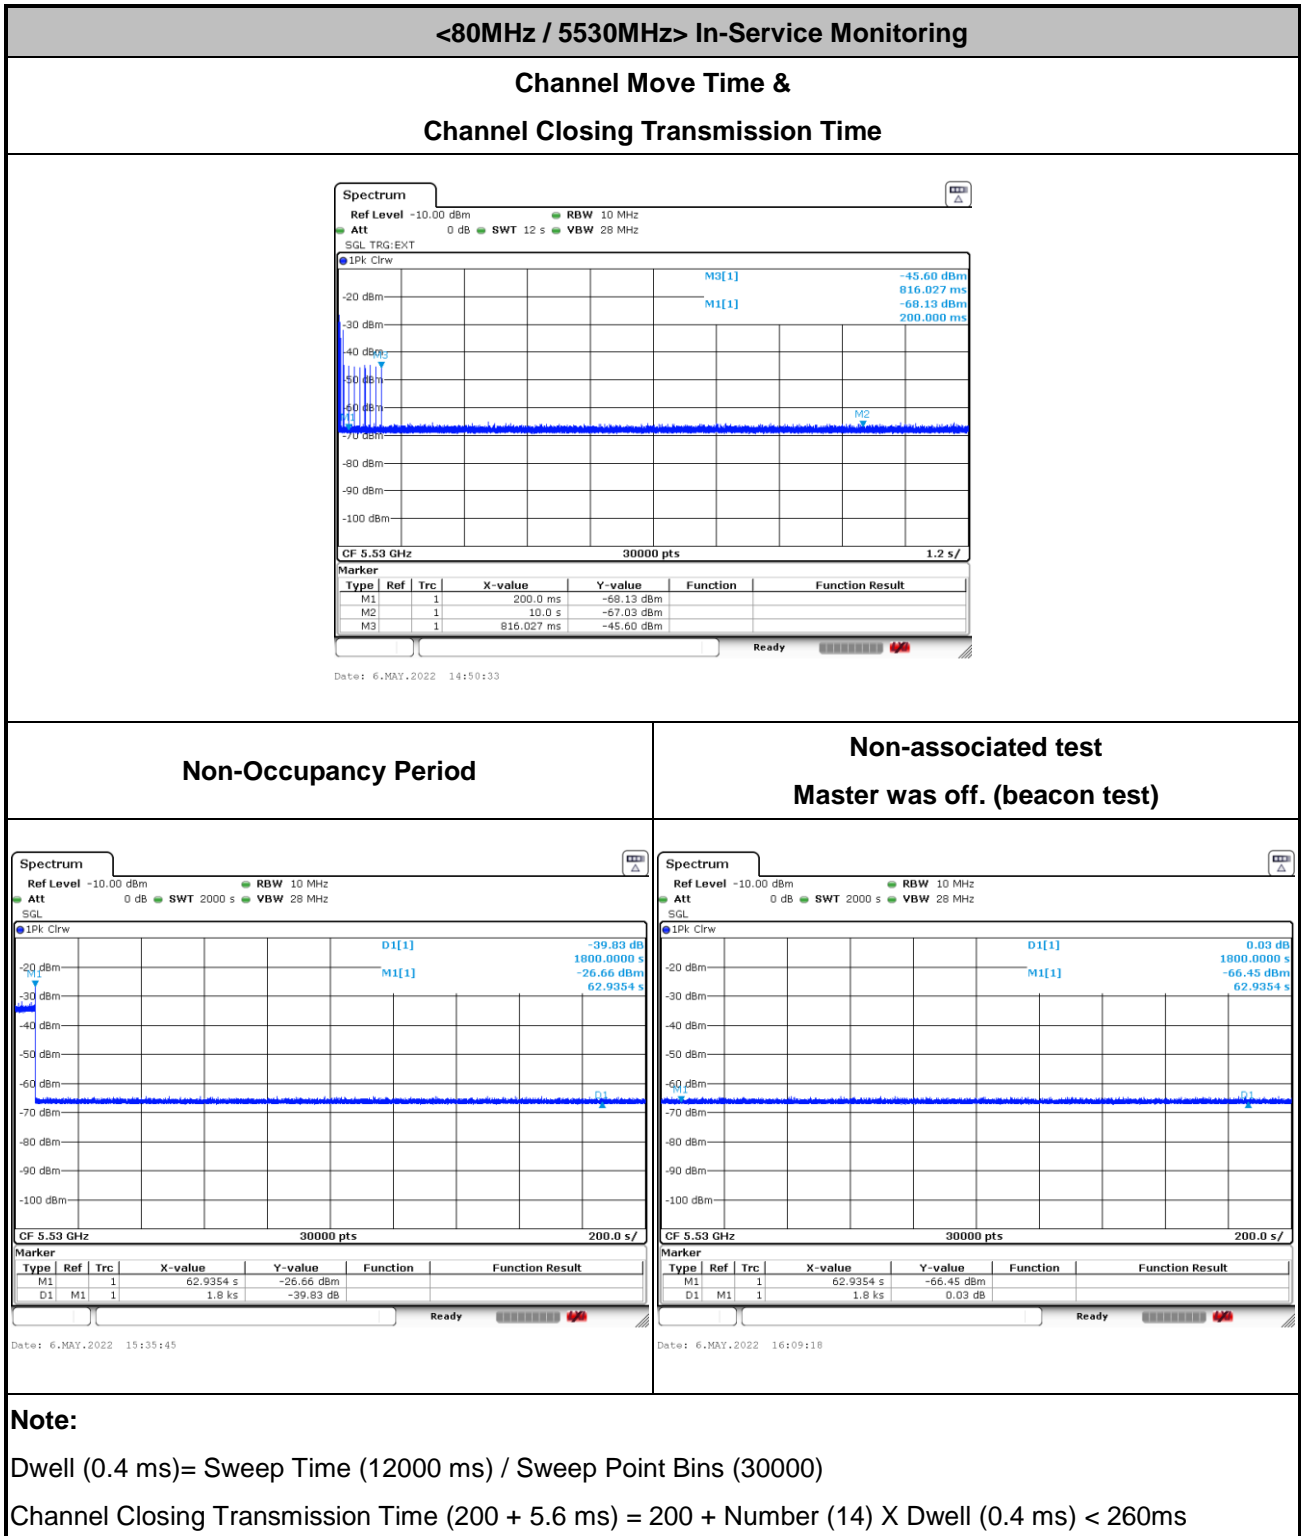 <80MHz / 5530MHz> In-Service Monitoring
Channel Move Time &
Channel Closing Transmission Time
Spectrum
Ref Level -10.00 dBm RBW 10 MHz
Att 0 dB SWT 12 s VBW 28 MHz
SGL TRG:EXT
1Pk Clrw
M3[1] -45.60 dBm
816.027 ms
M1[1] -68.13 dBm
200.000 ms
-20 dBm
-30 dBm
-40 dBm
M3
-50 dBm
-60 dBm
M1
M2
-70 dBm
-80 dBm
-90 dBm
-100 dBm
CF 5.53 GHz 30000 pts 1.2 s/
Marker
Type Ref Trc X-value Y-value Function Function Result
M1 1 200.0 ms -68.13 dBm
M2 1 10.0 s -67.03 dBm
M3 1 816.027 ms -45.60 dBm
Ready
Date: 6.MAY.2022 14:50:33
Non-Occupancy Period
Non-associated test
Master was off. (beacon test)
Spectrum
Ref Level -10.00 dBm RBW 10 MHz
Att 0 dB SWT 2000 s VBW 28 MHz
SGL
1Pk Clrw
D1[1] -39.83 dB
1800.0000 s
M1[1] -26.66 dBm
62.9354 s
-20 dBm
M1
-30 dBm
-40 dBm
-50 dBm
-60 dBm
D1
-70 dBm
-80 dBm
-90 dBm
-100 dBm
CF 5.53 GHz 30000 pts 200.0 s/
Marker
Type Ref Trc X-value Y-value Function Function Result
M1 1 62.9354 s -26.66 dBm
D1 M1 1 1.8 ks -39.83 dB
Ready
Date: 6.MAY.2022 15:35:45
Spectrum
Ref Level -10.00 dBm RBW 10 MHz
Att 0 dB SWT 2000 s VBW 28 MHz
SGL
1Pk Clrw
D1[1] 0.03 dB
1800.0000 s
M1[1] -66.45 dBm
62.9354 s
-20 dBm
-30 dBm
-40 dBm
-50 dBm
-60 dBm
M1
D1
-70 dBm
-80 dBm
-90 dBm
-100 dBm
CF 5.53 GHz 30000 pts 200.0 s/
Marker
Type Ref Trc X-value Y-value Function Function Result
M1 1 62.9354 s -66.45 dBm
D1 M1 1 1.8 ks 0.03 dB
Ready
Date: 6.MAY.2022 16:09:18
Note:
Dwell (0.4 ms)= Sweep Time (12000 ms) / Sweep Point Bins (30000)
Channel Closing Transmission Time (200 + 5.6 ms) = 200 + Number (14) X Dwell (0.4 ms) < 260ms